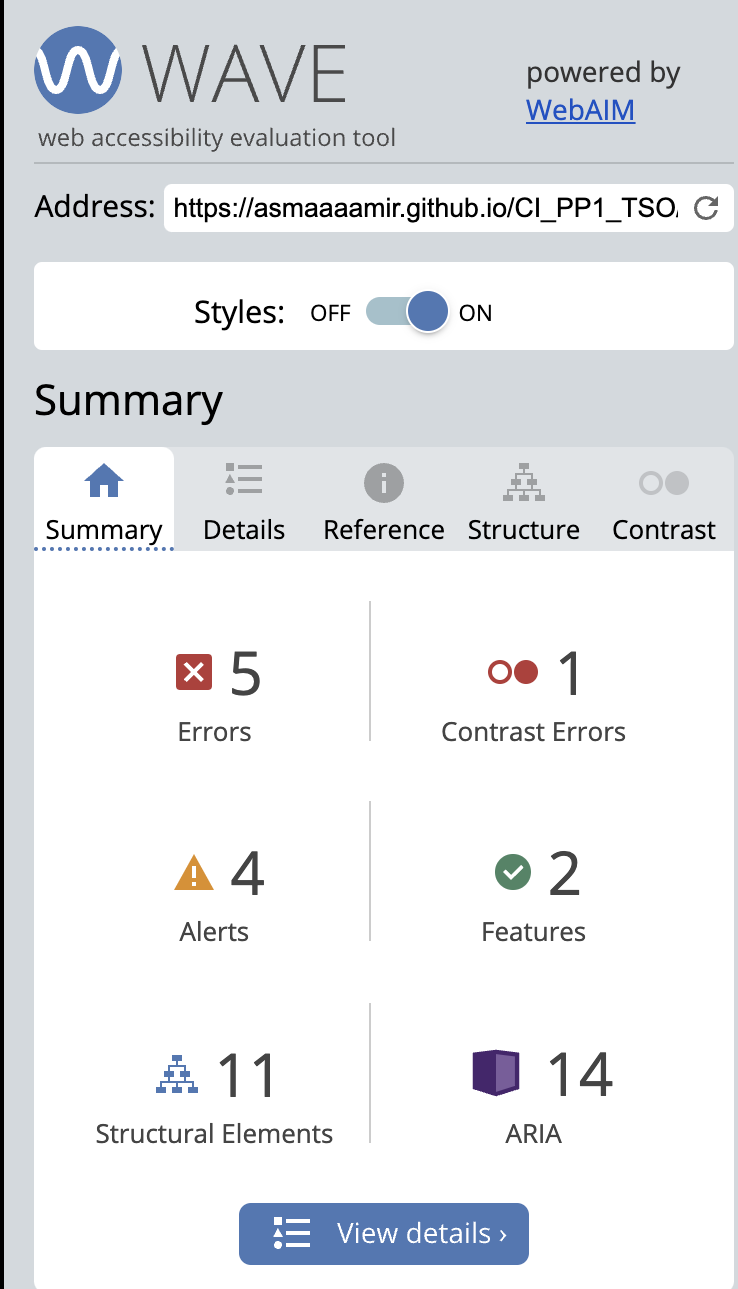 WAVE
web accessibility evaluation tool
powered by
WebAIM
Address: https://asmaaaamir.github.io/CI_PP1_TSO/
Styles: OFF ON
Summary
Summary Details Reference Structure Contrast
5
Errors
1
Contrast Errors
4
Alerts
2
Features
11
Structural Elements
14
ARIA
View details ›